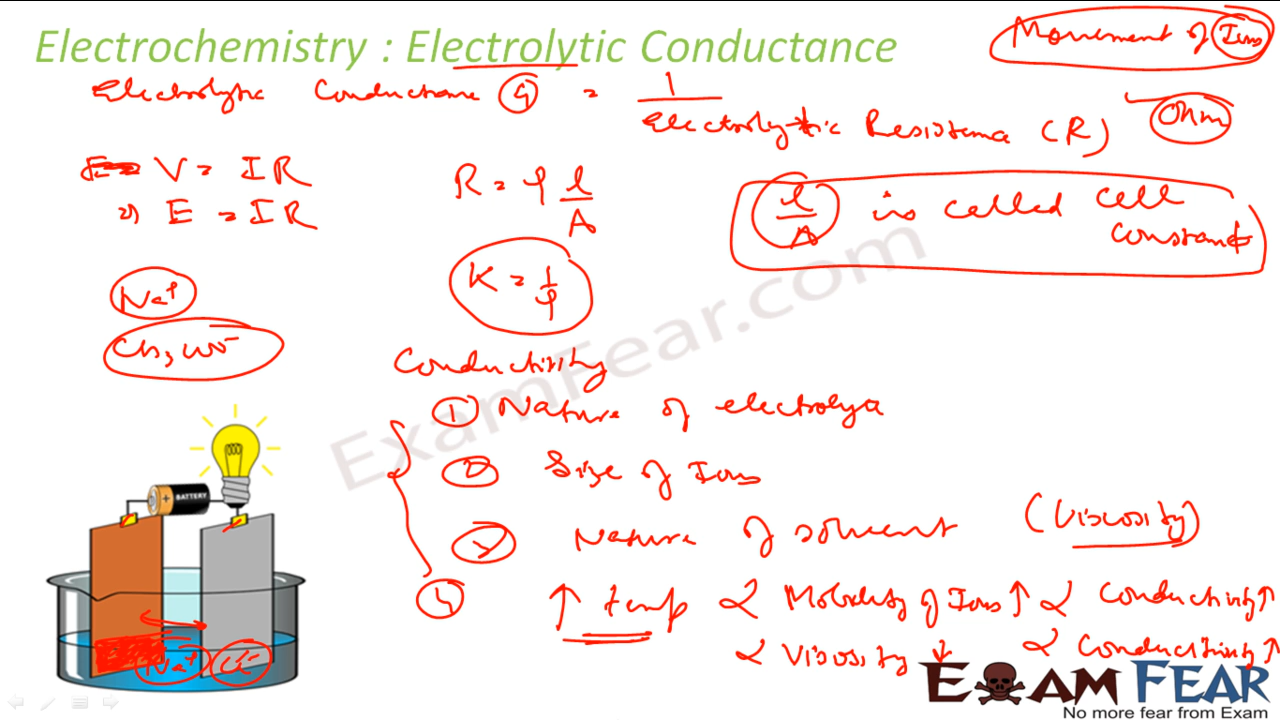 Electrochemistry : Electrolytic Conductance
Movement of Ions
Electrolytic Conductance G = 1 / Electrolytic Resistance (R)
Ohm
V = IR
⇒ E = IR
R = ρ l/A
l/A is called cell constant
K = 1/ρ
Na+
CH3COO-
Conductivity
① Nature of electrolyte
② Size of Ions
③ Nature of solvent (Viscosity)
④ ↑ temp ∝ Mobility of Ions ↑ ∝ Conductivity ↑
∝ Viscosity ↓ ∝ Conductivity ↑
BATTERY
Na+ Cl-
ExamFear.com
EXAM FEAR
No more fear from Exam